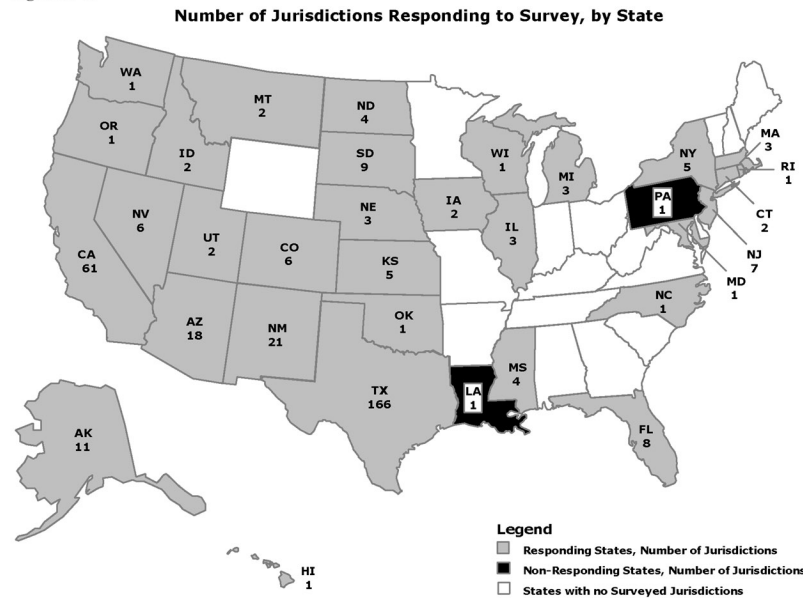 Number of Jurisdictions Responding to Survey, by State
WA
1
MT
2
ND
4
OR
1
ID
2
SD
9
WI
1
MI
3
NY
5
MA
3
RI
1
CT
2
NJ
7
MD
1
PA
1
NE
3
IA
2
IL
3
NV
6
UT
2
CO
6
KS
5
CA
61
AZ
18
NM
21
OK
1
NC
1
TX
166
LA
1
MS
4
FL
8
AK
11
HI
1
Legend
Responding States, Number of Jurisdictions
Non-Responding States, Number of Jurisdictions
States with no Surveyed Jurisdictions